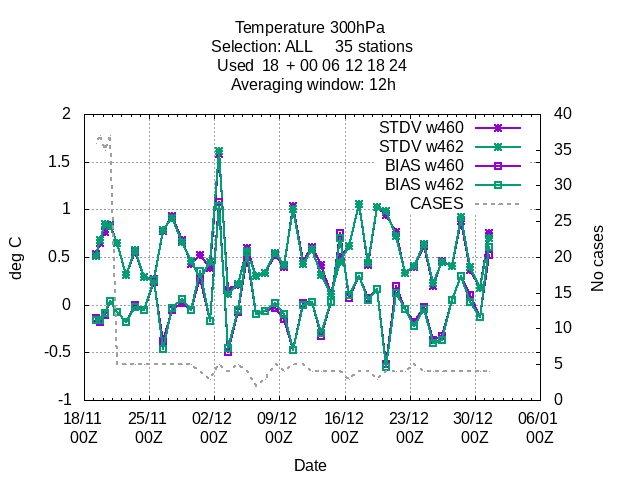 Temperature 300hPa
Selection: ALL     35 stations
Used  18  + 00 06 12 18 24
Averaging window: 12h
2
1.5
1
0.5
0
-0.5
-1
deg C
40
35
30
25
20
15
10
5
0
No cases
STDV w460
STDV w462
BIAS w460
BIAS w462
CASES
18/11 25/11 02/12 09/12 16/12 23/12 30/12 06/01
00Z 00Z 00Z 00Z 00Z 00Z 00Z 00Z
Date